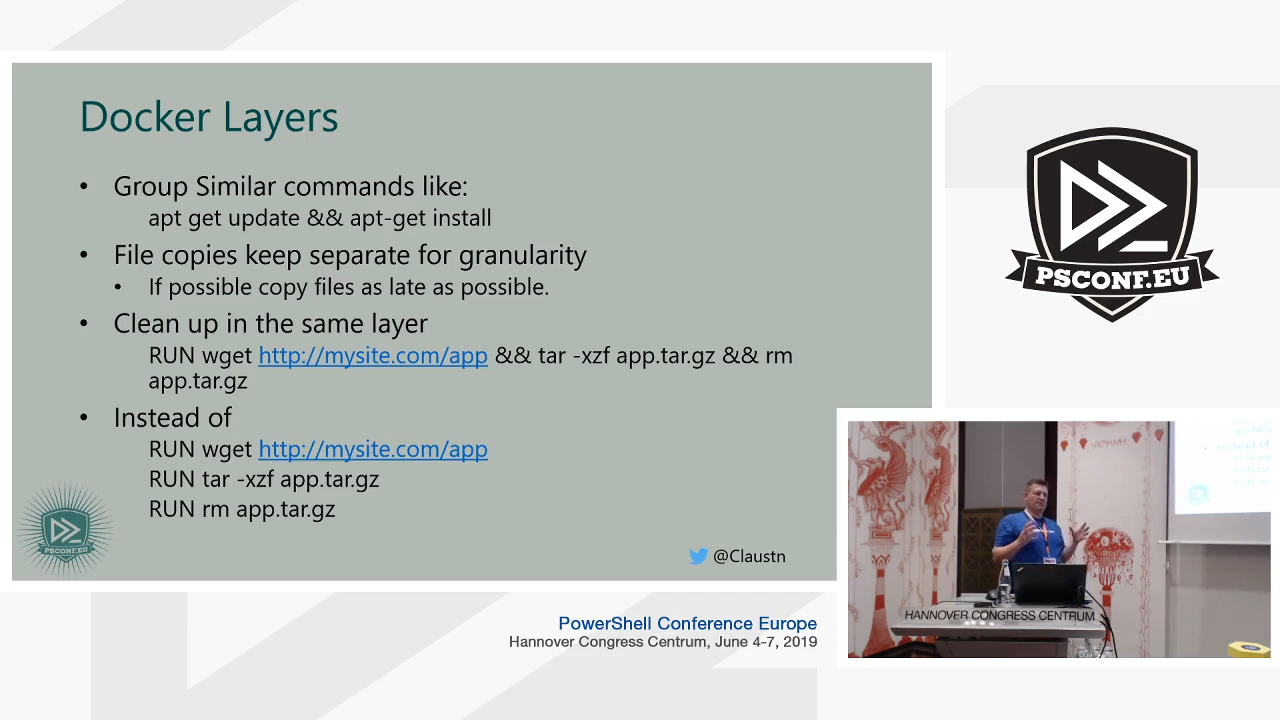 Docker Layers
• Group Similar commands like:
apt get update && apt-get install
• File copies keep separate for granularity
• If possible copy files as late as possible.
• Clean up in the same layer
RUN wget http://mysite.com/app && tar -xzf app.tar.gz && rm
app.tar.gz
• Instead of
RUN wget http://mysite.com/app
RUN tar -xzf app.tar.gz
RUN rm app.tar.gz
PSCONF.EU
@Claustn
PSCONF.EU
PowerShell Conference Europe
Hannover Congress Centrum, June 4-7, 2019
Instead of
HANNOVER CONGRESS CENTRUM